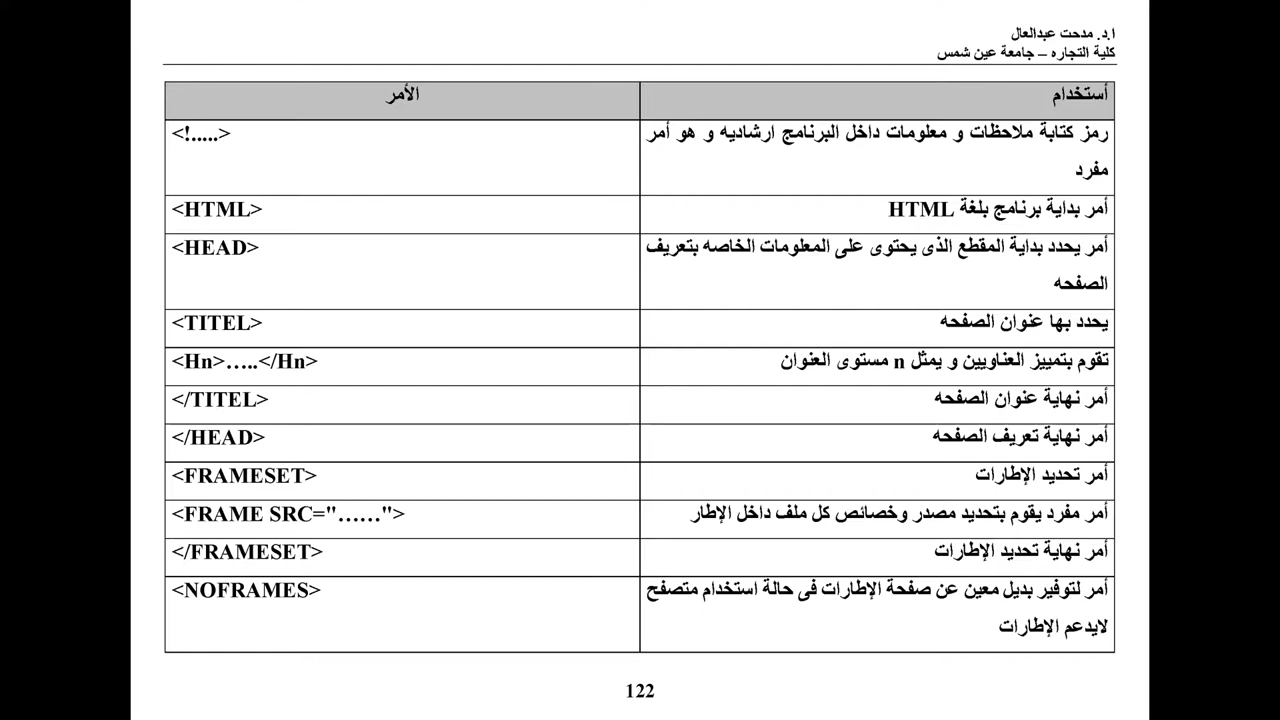 ا.د. مدحت عبدالعال
كلية التجاره – جامعة عين شمس
أستخدام الأمر
رمز كتابة ملاحظات و معلومات داخل البرنامج ارشاديه و هو أمر <!.....>
مفرد
أمر بداية برنامج بلغة HTML <HTML>
أمر يحدد بداية المقطع الذى يحتوى على المعلومات الخاصه بتعريف <HEAD>
الصفحه
يحدد بها عنوان الصفحه <TITEL>
تقوم بتمييز العناويين و يمثل n مستوى العنوان <Hn>…..</Hn>
أمر نهاية عنوان الصفحه </TITEL>
أمر نهاية تعريف الصفحه </HEAD>
أمر تحديد الإطارات <FRAMESET>
أمر مفرد يقوم بتحديد مصدر وخصائص كل ملف داخل الإطار <FRAME SRC="……">
أمر نهاية تحديد الإطارات </FRAMESET>
أمر لتوفير بديل معين عن صفحة الإطارات فى حالة استخدام متصفح <NOFRAMES>
لايدعم الإطارات
122